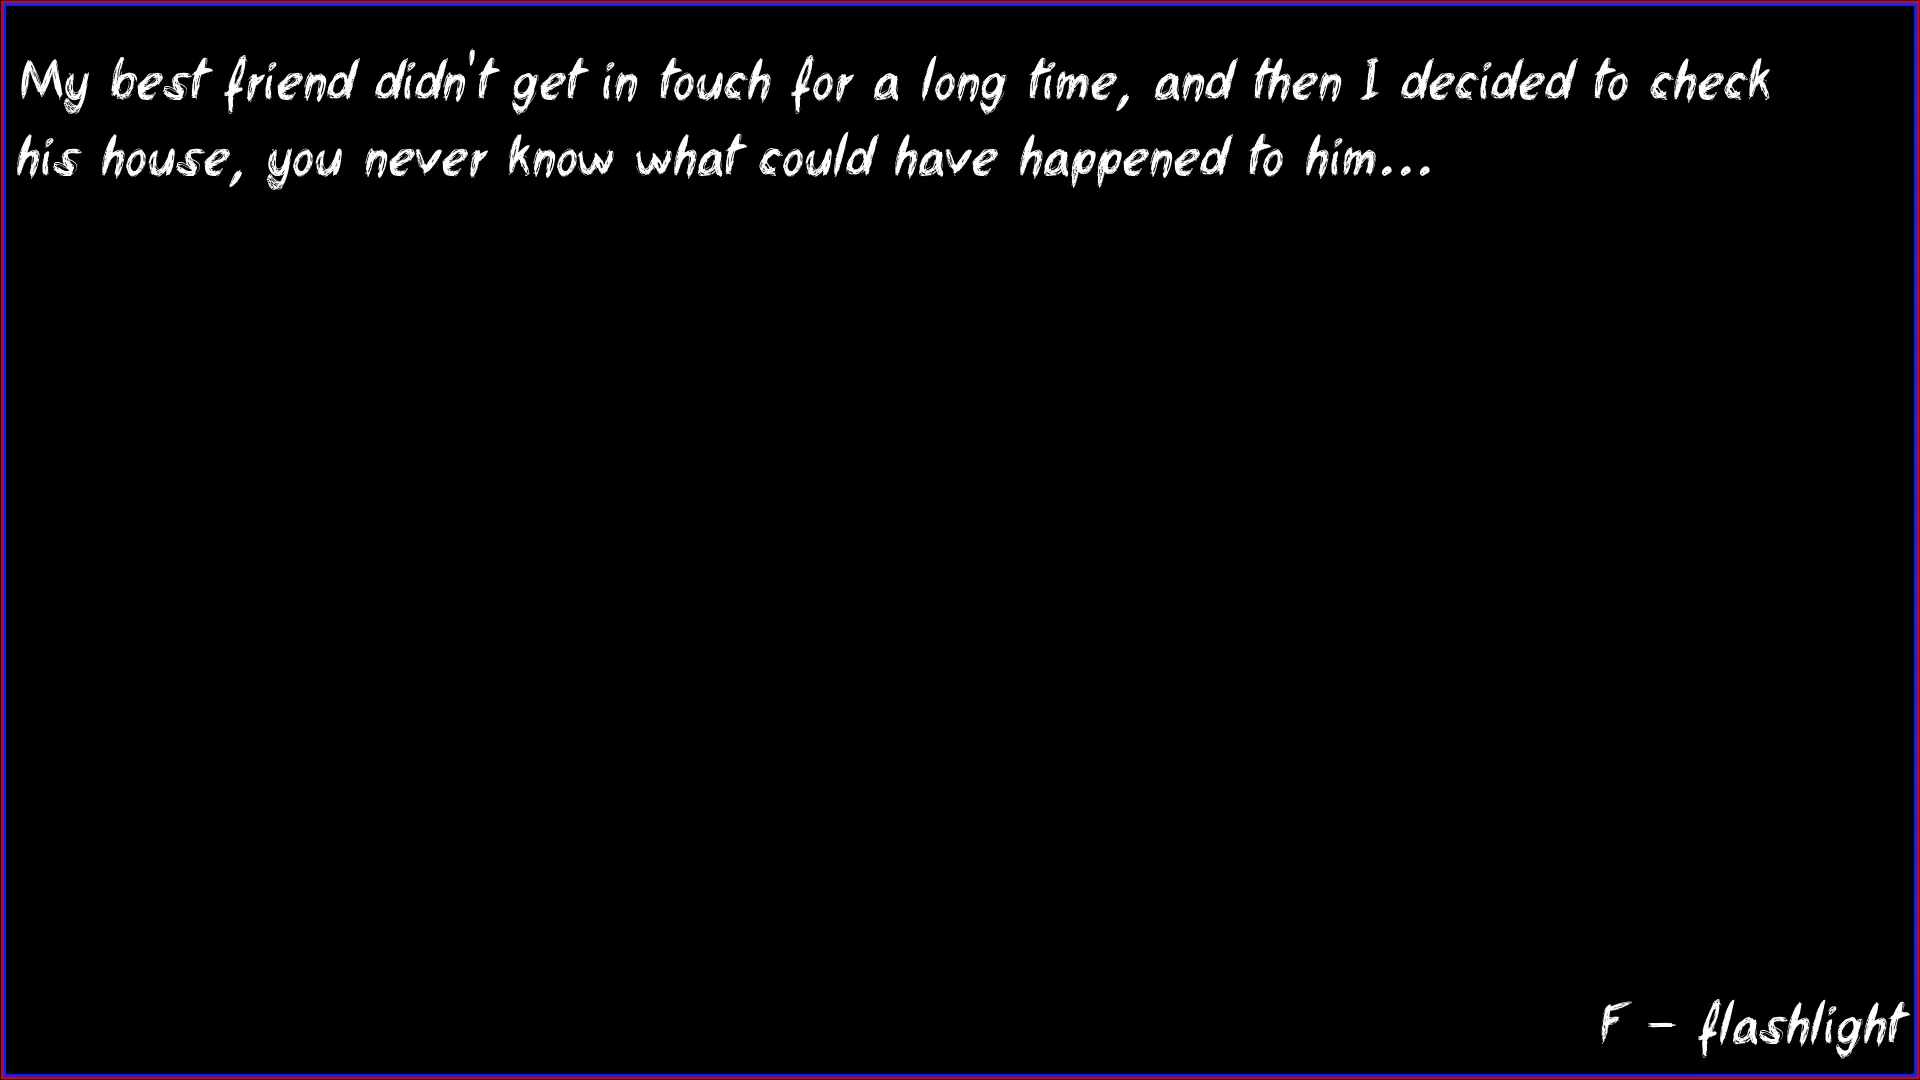 My best friend didn't get in touch for a long time, and then I decided to check
his house, you never know what could have happened to him...
F - flashlight